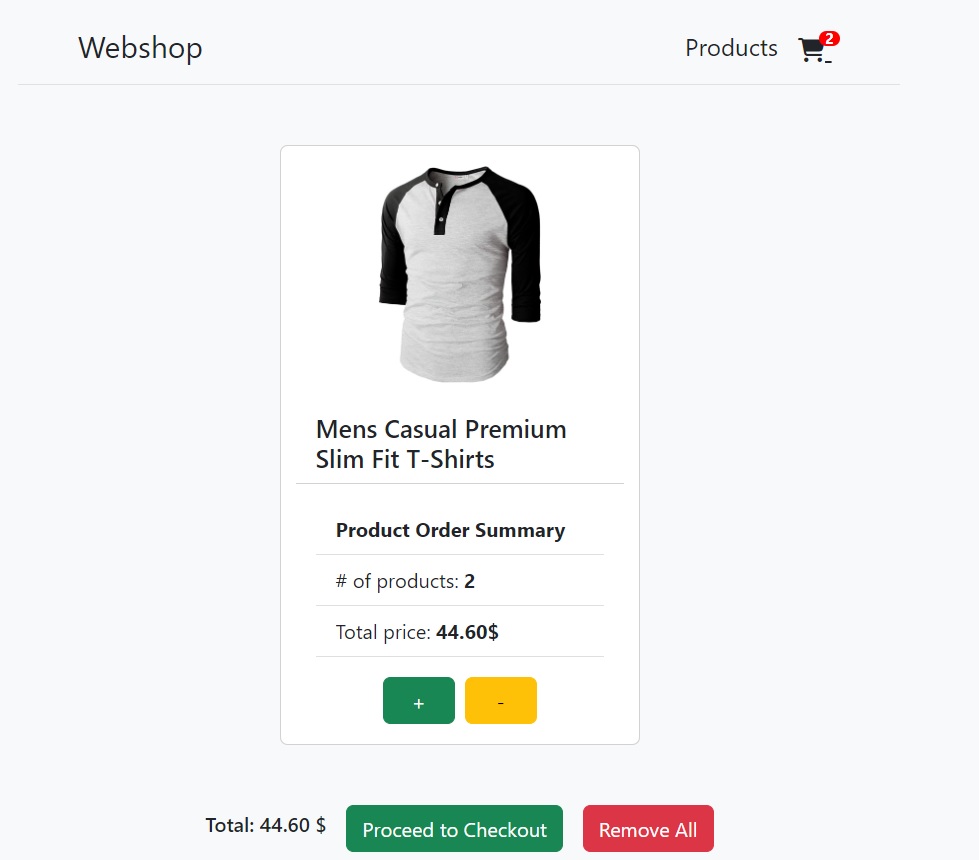 Webshop
Products 2
Mens Casual Premium
Slim Fit T-Shirts
Product Order Summary
# of products: 2
Total price: 44.60$
+ -
Total: 44.60 $ Proceed to Checkout Remove All